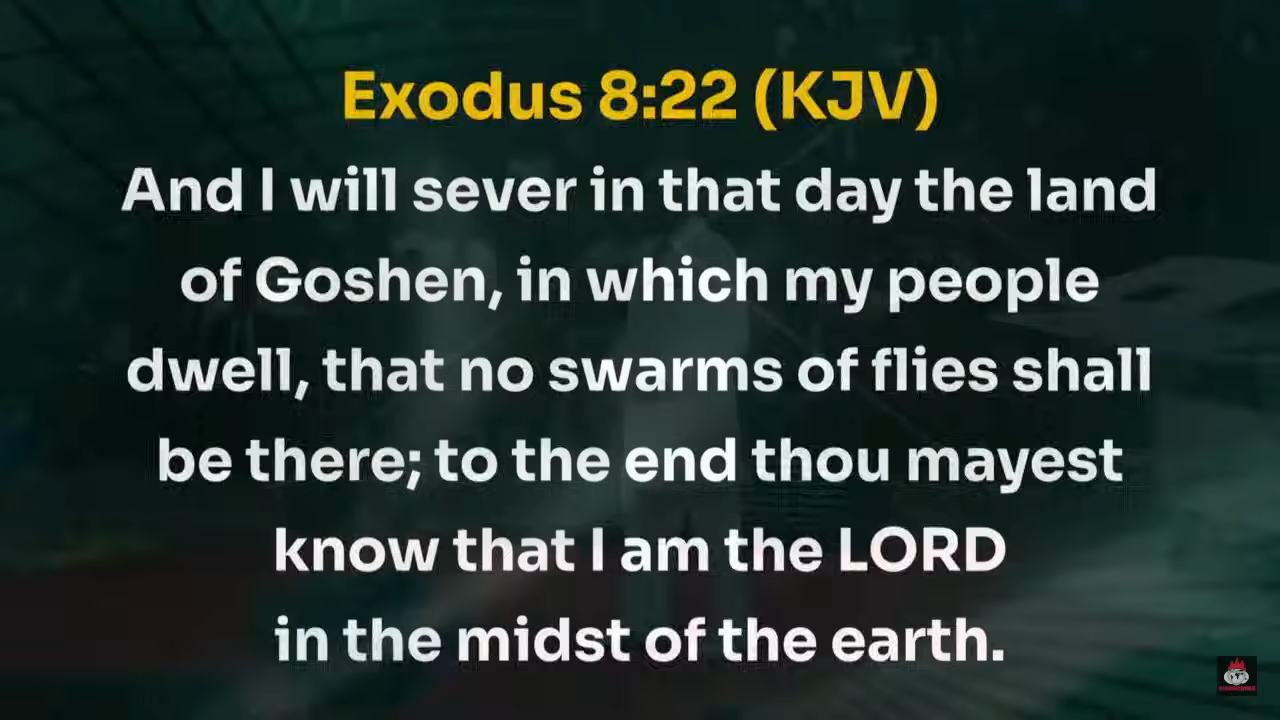 Exodus 8:22 (KJV)
And I will sever in that day the land
of Goshen, in which my people
dwell, that no swarms of flies shall
be there; to the end thou mayest
know that I am the LORD
in the midst of the earth.